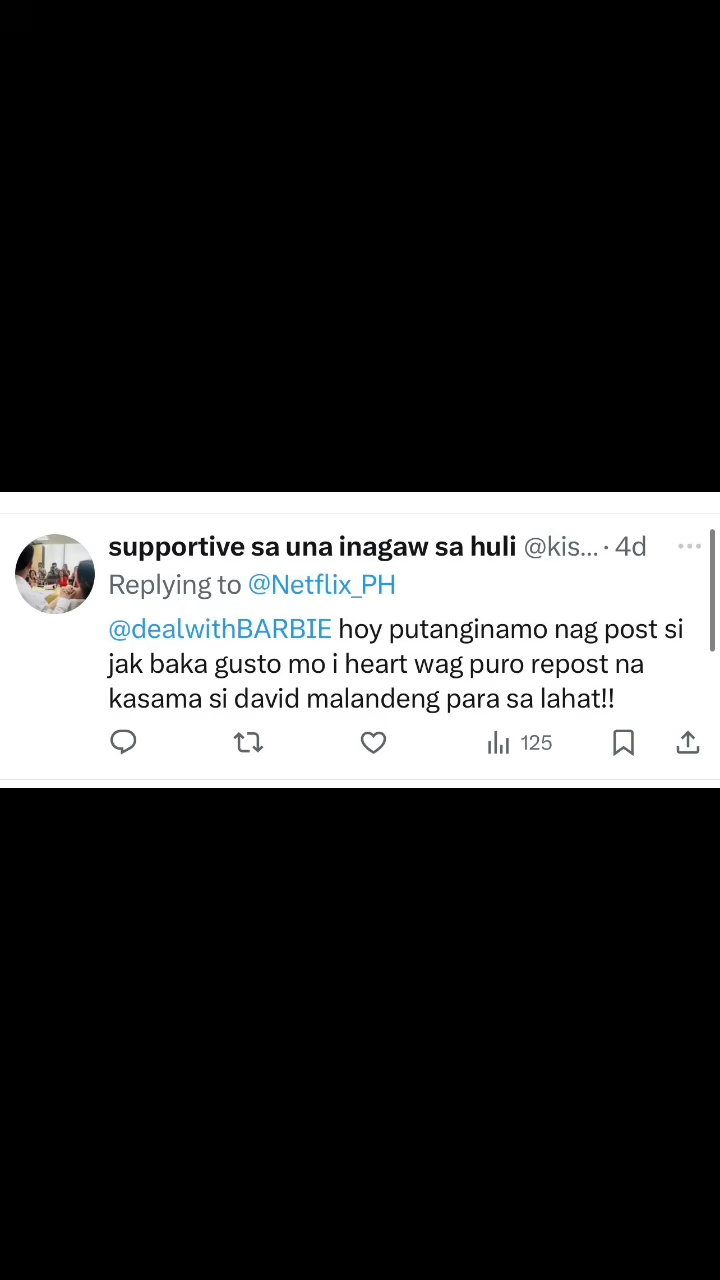 supportive sa una inagaw sa huli @kis... · 4d
Replying to @Netflix_PH
@dealwithBARBIE hoy putanginamo nag post si
jak baka gusto mo i heart wag puro repost na
kasama si david malandeng para sa lahat!!
125